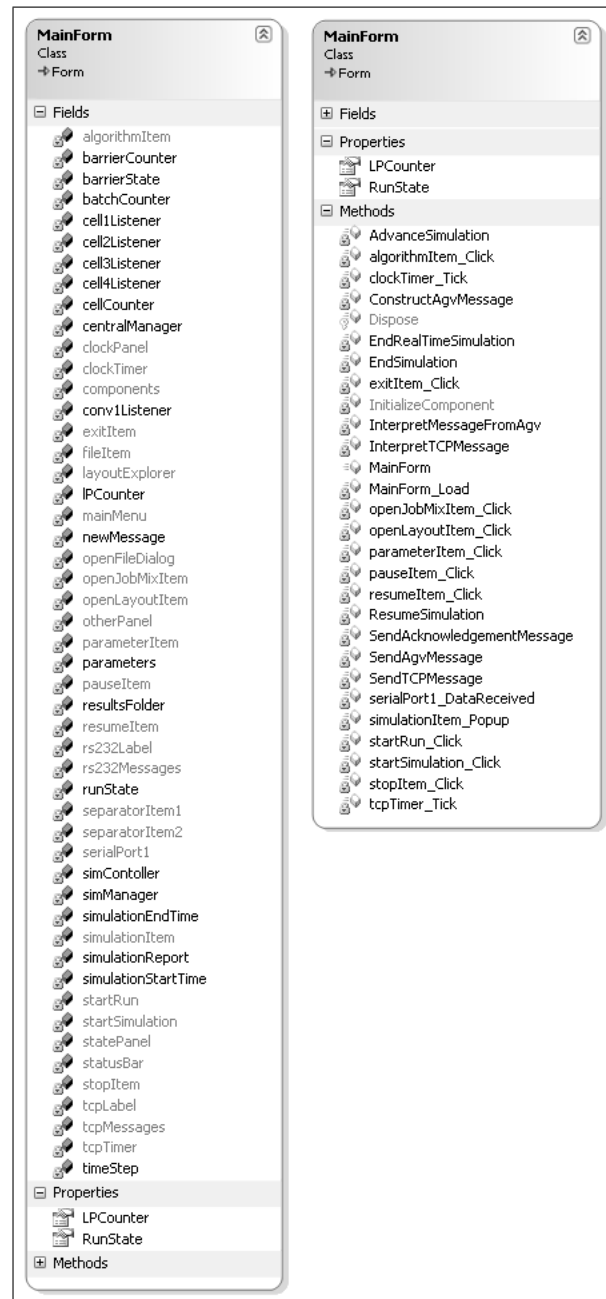 MainForm
Class
Form
Fields
algorithmItem
barrierCounter
barrierState
batchCounter
cell1Listener
cell2Listener
cell3Listener
cell4Listener
cellCounter
centralManager
clockPanel
clockTimer
components
conv1Listener
exitItem
fileItem
layoutExplorer
lPCounter
mainMenu
newMessage
openFileDialog
openJobMixItem
openLayoutItem
otherPanel
parameterItem
parameters
pauseItem
resultsFolder
resumeItem
rs232Label
rs232Messages
runState
separatorItem1
separatorItem2
serialPort1
simContoller
simManager
simulationEndTime
simulationItem
simulationReport
simulationStartTime
startRun
startSimulation
statePanel
statusBar
stopItem
tcpLabel
tcpMessages
tcpTimer
timeStep
Properties
LPCounter
RunState
Methods
MainForm
Class
Form
Fields
Properties
LPCounter
RunState
Methods
AdvanceSimulation
algorithmItem_Click
clockTimer_Tick
ConstructAgvMessage
Dispose
EndRealTimeSimulation
EndSimulation
exitItem_Click
InitializeComponent
InterpretMessageFromAgv
InterpretTCPMessage
MainForm
MainForm_Load
openJobMixItem_Click
openLayoutItem_Click
parameterItem_Click
pauseItem_Click
resumeItem_Click
ResumeSimulation
SendAcknowledgementMessage
SendAgvMessage
SendTCPMessage
serialPort1_DataReceived
simulationItem_Popup
startRun_Click
startSimulation_Click
stopItem_Click
tcpTimer_Tick